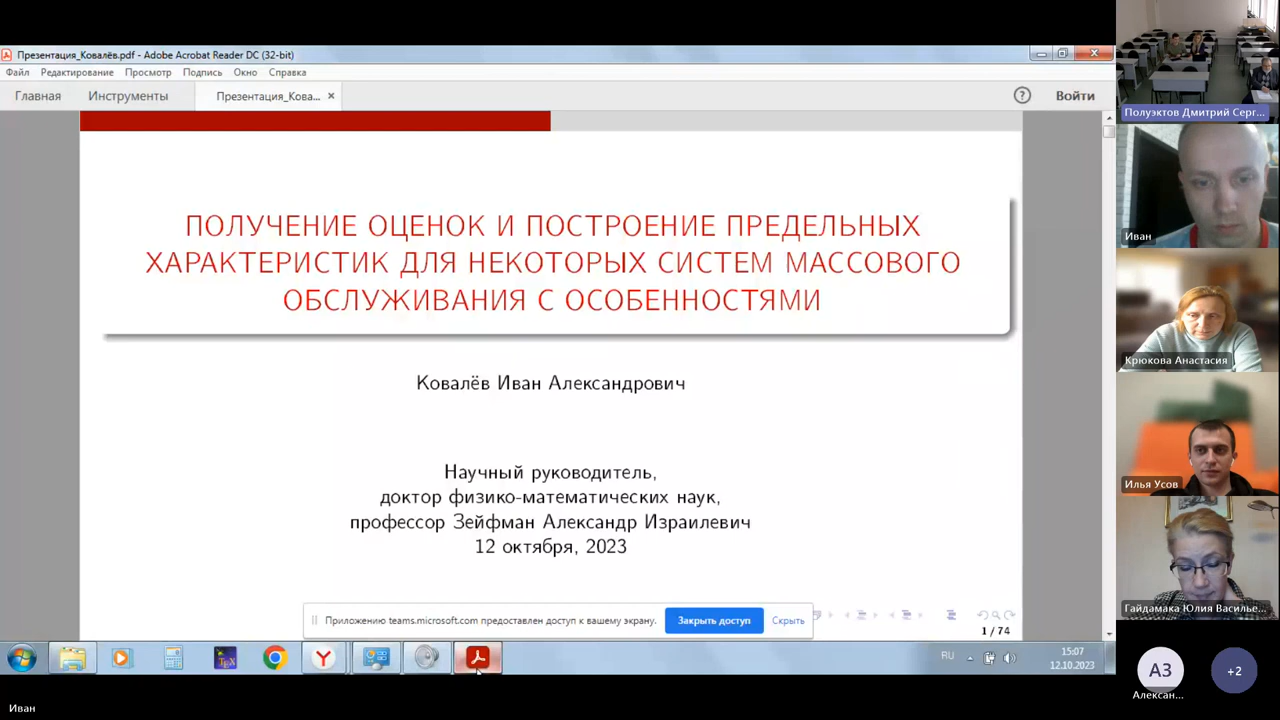 Презентация_Ковалёв.pdf - Adobe Acrobat Reader DC (32-bit)
Файл Редактирование Просмотр Подпись Окно Справка
Главная Инструменты Презентация_Кова... × ? Войти
ПОЛУЧЕНИЕ ОЦЕНОК И ПОСТРОЕНИЕ ПРЕДЕЛЬНЫХ
ХАРАКТЕРИСТИК ДЛЯ НЕКОТОРЫХ СИСТЕМ МАССОВОГО
ОБСЛУЖИВАНИЯ С ОСОБЕННОСТЯМИ
Ковалёв Иван Александрович
Научный руководитель,
доктор физико-математических наук,
профессор Зейфман Александр Израилевич
12 октября, 2023
Приложению teams.microsoft.com предоставлен доступ к вашему экрану. Закрыть доступ Скрыть
1 / 74
RU
15:07
12.10.2023
Иван
Полуэктов Дмитрий Серг...
Иван
Крюкова Анастасия
Илья Усов
Гайдамака Юлия Василье...
АЗ
+2
Алексан...